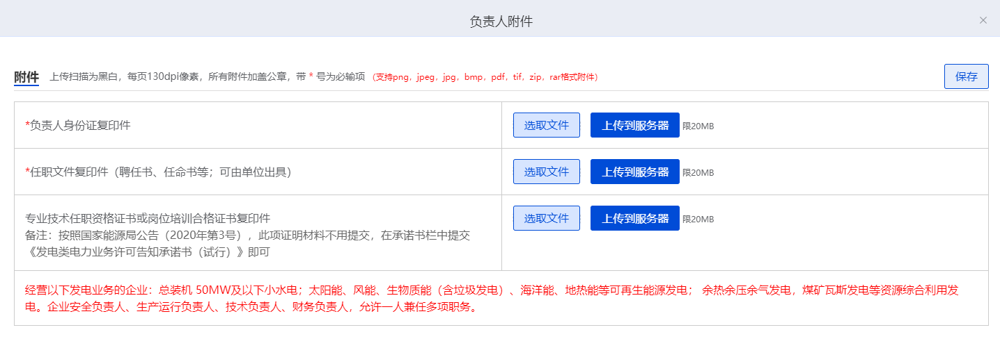 负责人附件
附件 上传扫描为黑白，每页130dpi像素，所有附件加盖公章，带 * 号为必输项 （支持png，jpeg，jpg，bmp，pdf，tif，zip，rar格式附件） 保存
*负责人身份证复印件 选取文件 上传到服务器 限20MB
*任职文件复印件（聘任书、任命书等；可由单位出具） 选取文件 上传到服务器 限20MB
专业技术任职资格证书或岗位培训合格证书复印件 选取文件 上传到服务器 限20MB
备注：按照国家能源局公告（2020年第3号），此项证明材料不用提交，在承诺书栏中提交
《发电类电力业务许可告知承诺书（试行）》即可
经营以下发电业务的企业：总装机 50MW及以下小水电；太阳能、风能、生物质能（含垃圾发电）、海洋能、地热能等可再生能源发电； 余热余压余气发电，煤矿瓦斯发电等资源综合利用发
电。企业安全负责人、生产运行负责人、技术负责人、财务负责人，允许一人兼任多项职务。